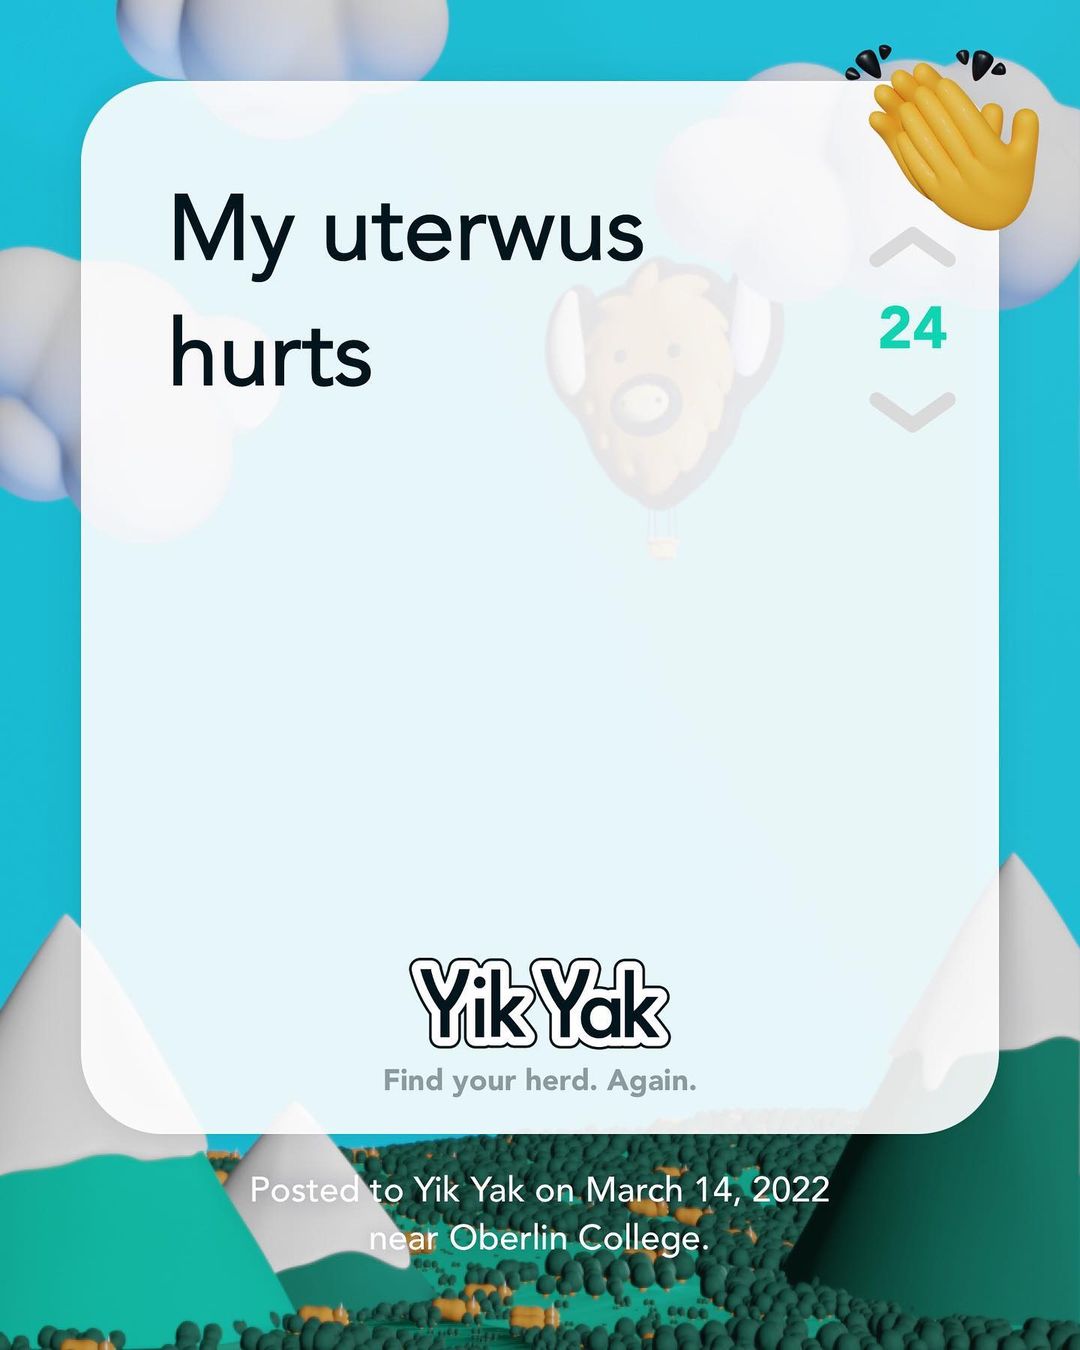 My uterwus
hurts
24
Yik Yak
Find your herd. Again.
Posted to Yik Yak on March 14, 2022
near Oberlin College.